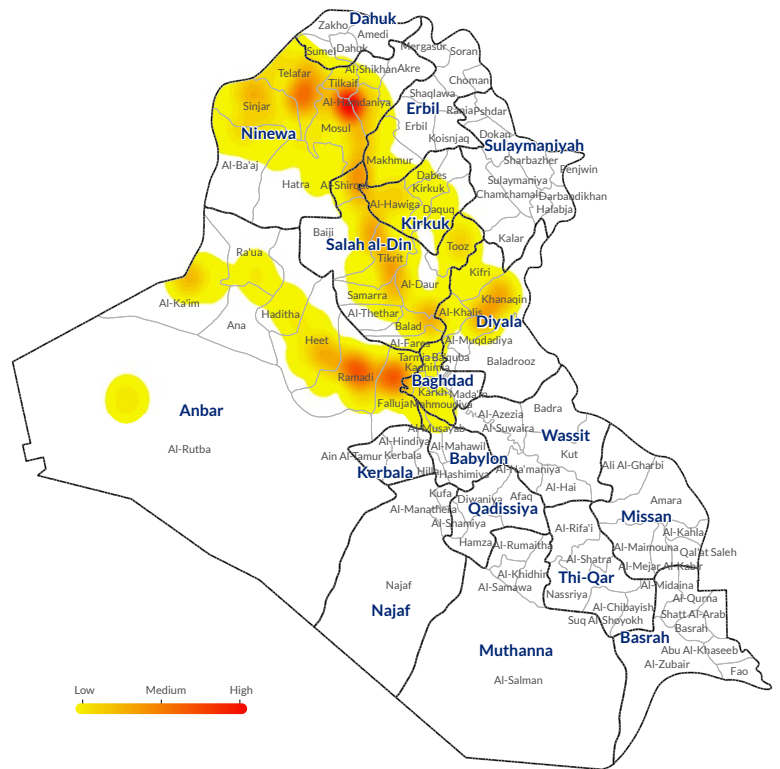 Dahuk
Zakho
Amedi
Sumel
Dahuk
Mergasur
Soran
Telafar
Al-Shikhan
Akre
Tilkaif
Choman
Shaqlawa
Sinjar
Al-Hamdaniya
Erbil
Rania
Pshdar
Mosul
Erbil
Ninewa
Koisnjaq
Dokan
Sulaymaniyah
Al-Ba'aj
Makhmur
Sharbazher
Penjwin
Dabes
Hatra
Al-Shirqat
Kirkuk
Sulaymaniya
Chamchamal
Darbandikhan
Al-Hawiga
Daquq
Halabja
Kirkuk
Baiji
Salah al-Din
Tooz
Kalar
Ra'ua
Tikrit
Kifri
Al-Daur
Samarra
Khanaqin
Al-Ka'im
Haditha
Al-Thethar
Al-Khalis
Ana
Balad
Diyala
Heet
Al-Fares
Al-Muqdadiya
Tarmia
Ba'quba
Baladrooz
Kadhimia
Ramadi
Baghdad
Karkh
Mada'in
Falluja
Mahmoudiya
Anbar
Al-Azezia
Badra
Al-Musayab
Al-Suwaira
Wassit
Al-Rutba
Al-Hindiya
Al-Mahawil
Ain Al-Tamur
Kerbala
Babylon
Kut
Kerbala
Hilla
Hashimiya
Al-Na'maniya
Ali Al-Gharbi
Al-Hai
Kufa
Diwaniya
Afaq
Amara
Al-Manathera
Qadissiya
Missan
Al-Shamiya
Al-Rifa'i
Al-Kahla
Hamza
Al-Rumaitha
Al-Maimouna
Qal'at Saleh
Al-Shatra
Al-Mejar Al-Kabir
Al-Khidhir
Thi-Qar
Najaf
Al-Samawa
Nassriya
Al-Midaina
Al-Qurna
Najaf
Al-Chibayish
Shatt Al-Arab
Suq Al-Shoyokh
Basrah
Basrah
Muthanna
Abu Al-Khaseeb
Al-Zubair
Fao
Al-Salman
Low
Medium
High